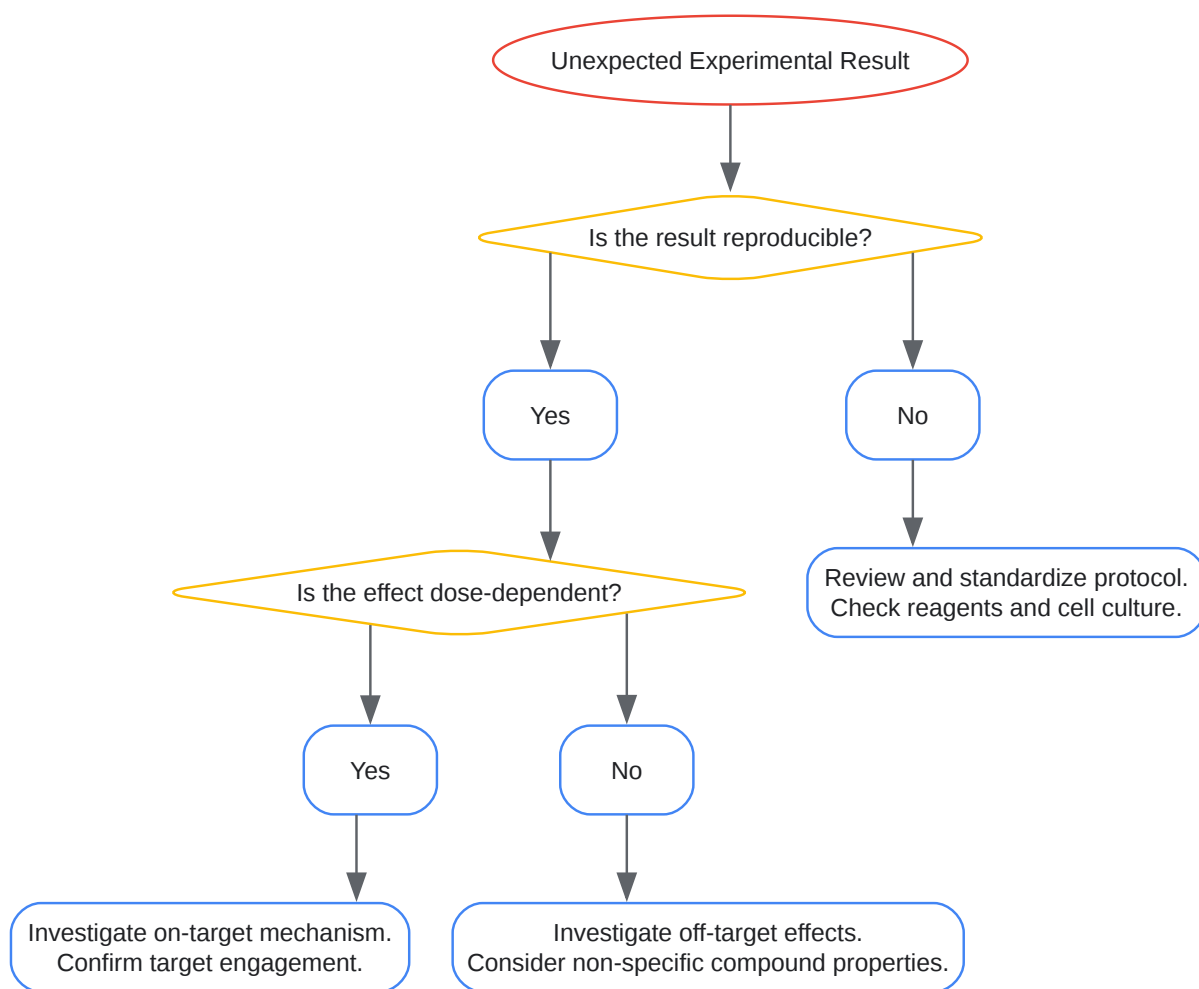 Unexpected Experimental Result
Is the result reproducible?
Yes
No
Is the effect dose-dependent?
Review and standardize protocol.
Check reagents and cell culture.
Yes
No
Investigate on-target mechanism.
Confirm target engagement.
Investigate off-target effects.
Consider non-specific compound properties.